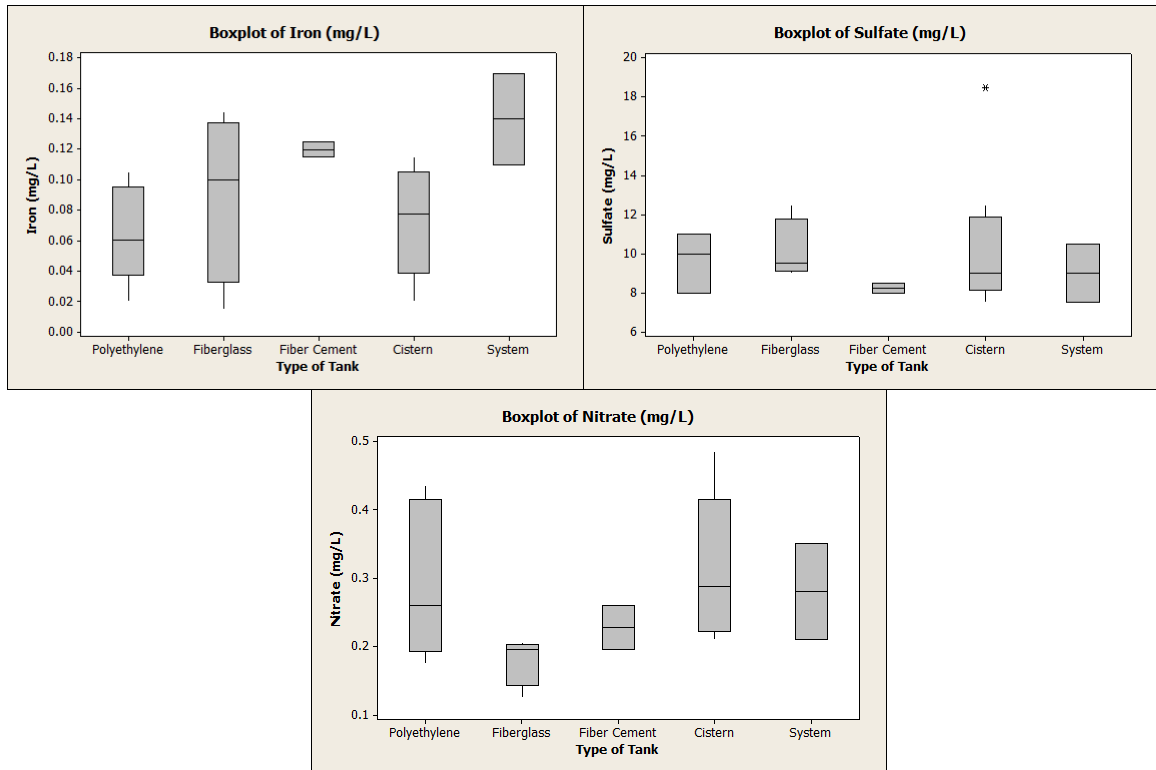 Boxplot of Iron (mg/L)
Iron (mg/L)
0.18
0.16
0.14
0.12
0.10
0.08
0.06
0.04
0.02
0.00
Polyethylene Fiberglass Fiber Cement Cistern System
Type of Tank
Boxplot of Sulfate (mg/L)
Sulfate (mg/L)
20
18
16
14
12
10
8
6
Polyethylene Fiberglass Fiber Cement Cistern System
Type of Tank
Boxplot of Nitrate (mg/L)
Nitrate (mg/L)
0.5
0.4
0.3
0.2
0.1
Polyethylene Fiberglass Fiber Cement Cistern System
Type of Tank